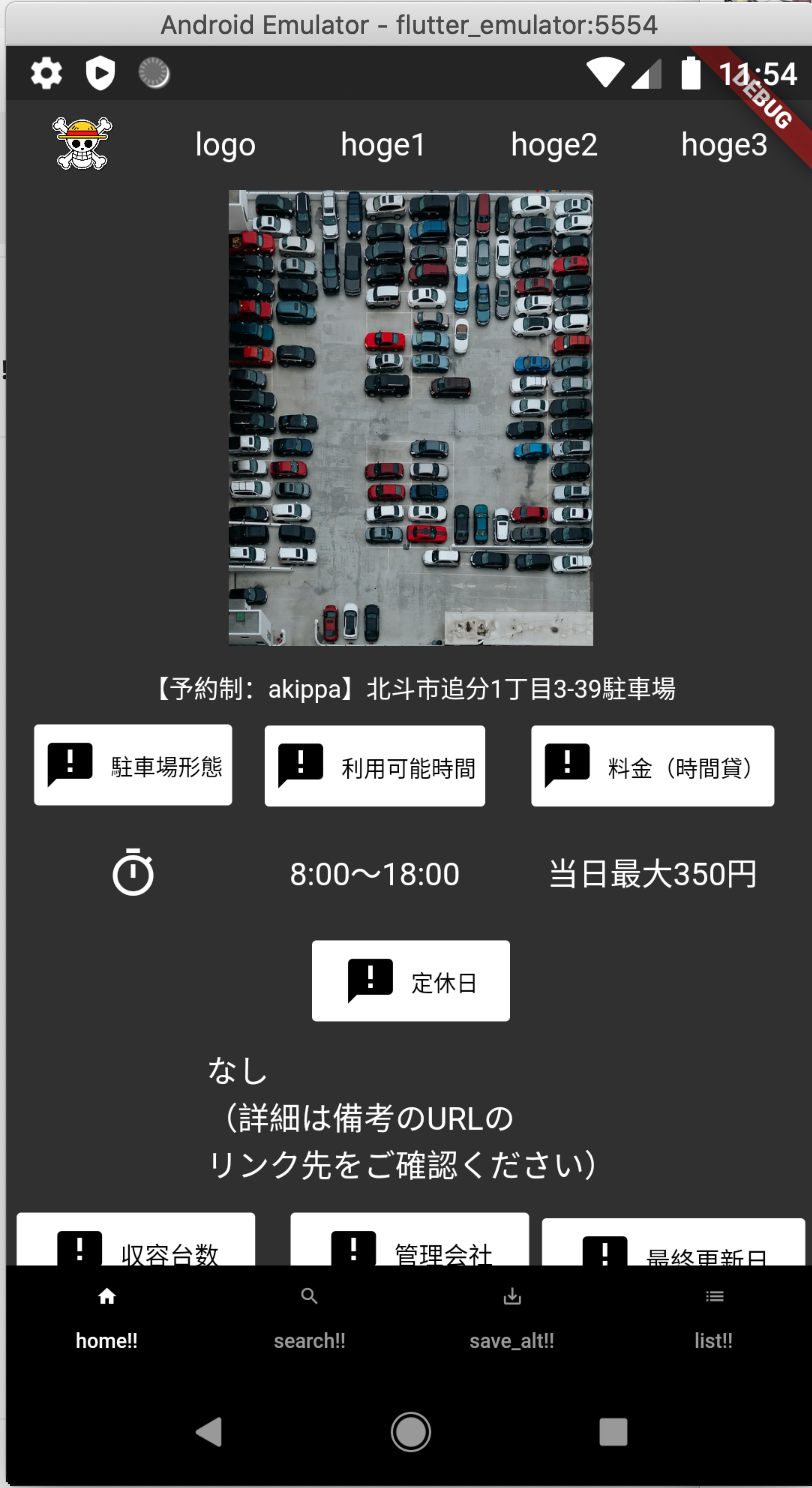 Android Emulator - flutter_emulator:5554
11:54
DEBUG
logo hoge1 hoge2 hoge3
【予約制：akippa】北斗市追分1丁目3-39駐車場
駐車場形態 利用可能時間 料金（時間貸）
8:00〜18:00 当日最大350円
定休日
なし
（詳細は備考のURLの
リンク先をご確認ください）
収容台数 管理会社 最終更新日
home!! search!! save_alt!! list!!